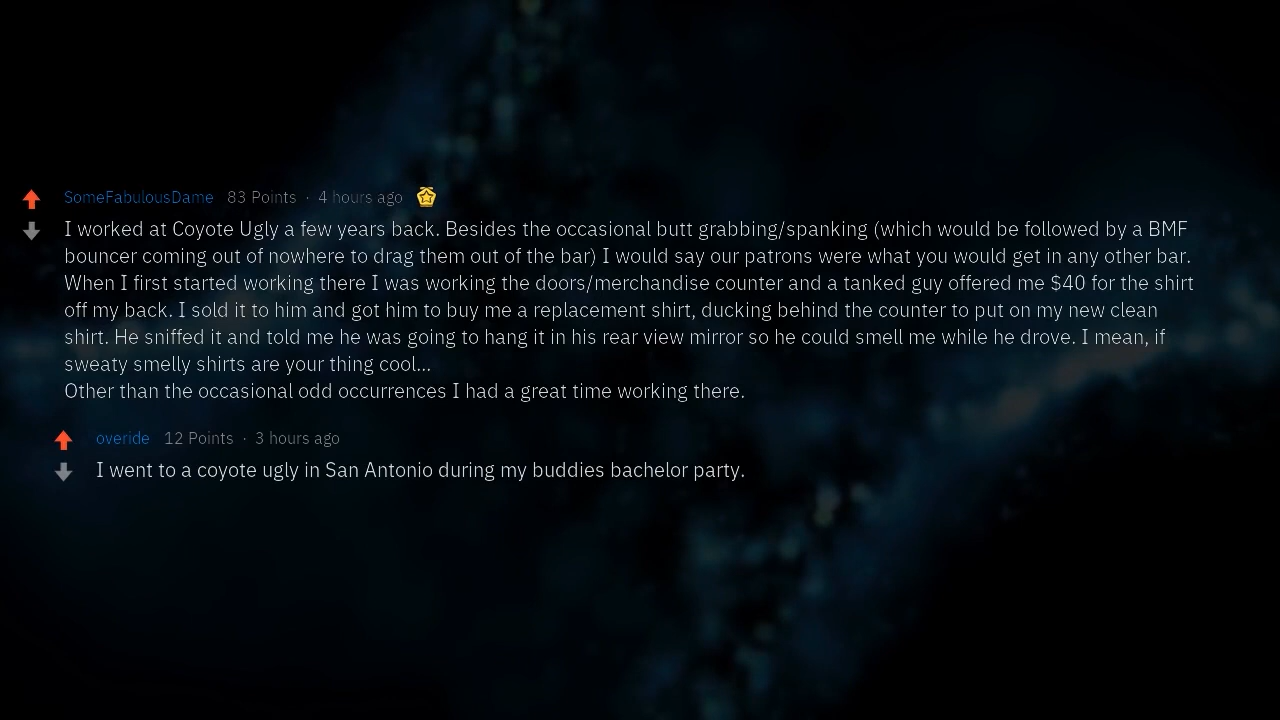 SomeFabulousDame 83 Points · 4 hours ago
I worked at Coyote Ugly a few years back. Besides the occasional butt grabbing/spanking (which would be followed by a BMF
bouncer coming out of nowhere to drag them out of the bar) I would say our patrons were what you would get in any other bar.
When I first started working there I was working the doors/merchandise counter and a tanked guy offered me $40 for the shirt
off my back. I sold it to him and got him to buy me a replacement shirt, ducking behind the counter to put on my new clean
shirt. He sniffed it and told me he was going to hang it in his rear view mirror so he could smell me while he drove. I mean, if
sweaty smelly shirts are your thing cool...
Other than the occasional odd occurrences I had a great time working there.
overide 12 Points · 3 hours ago
I went to a coyote ugly in San Antonio during my buddies bachelor party.